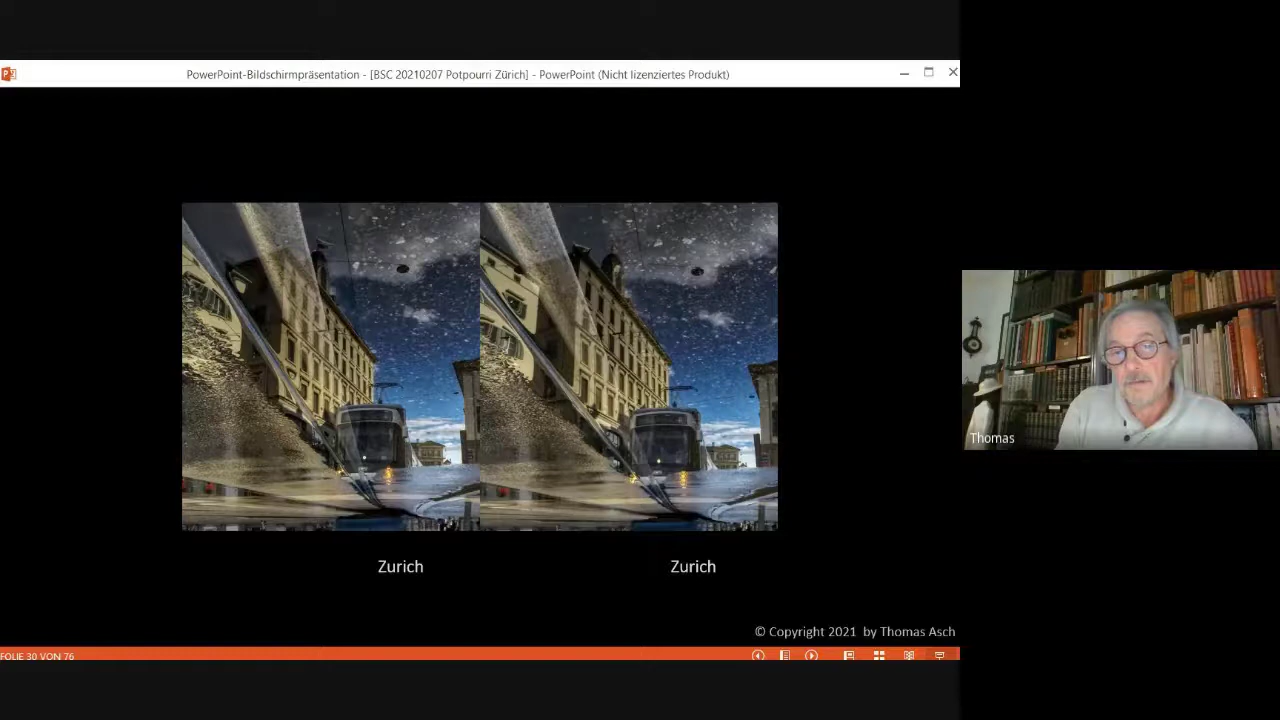 PowerPoint-Bildschirmpräsentation - [BSC 20210207 Potpourri Zürich] - PowerPoint (Nicht lizenziertes Produkt)
Thomas
Zurich Zurich
© Copyright 2021 by Thomas Asch
FOLIE 30 VON 76